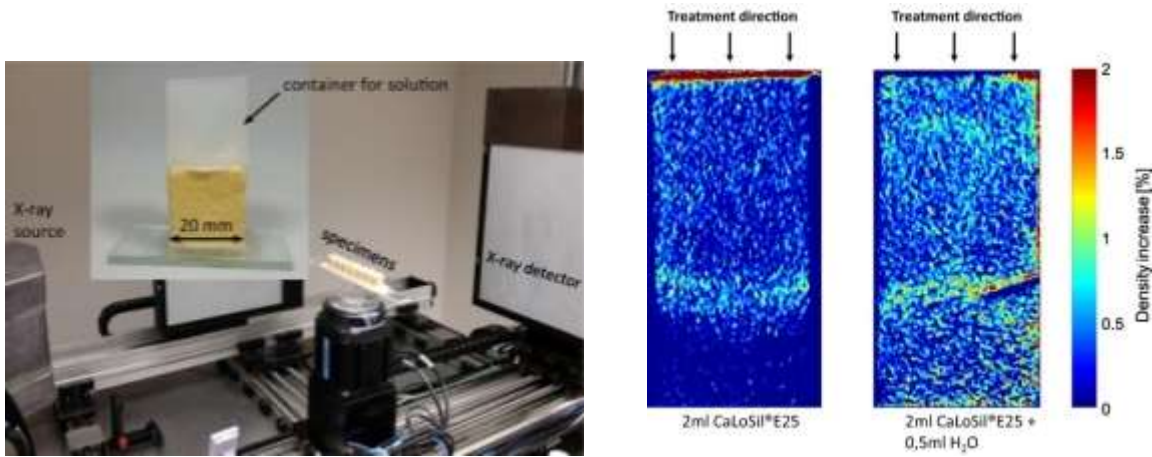 container for solution
20 mm
X-ray
source
specimens
X-ray detector
Treatment direction
2ml CaLoSil®E25
Treatment direction
2ml CaLoSil®E25 +
0,5ml H₂O
2
1.5
1
0.5
0
Density increase [%]